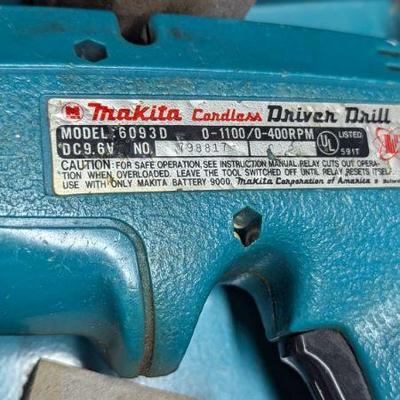 Makita Cordless Driver Drill
MODEL: 6093D 0-1100/0-400RPM
DC9.6V NO. 798817 UL LISTED 591T
CAUTION: FOR SAFE OPERATION, SEE INSTRUCTION MANUAL. RELAY CUTS OUT OPERA-
TION WHEN OVERLOADED. LEAVE THE TOOL SWITCHED OFF UNTIL RELAY RESETS ITSELF.
USE WITH ONLY MAKITA BATTERY 9000. Makita Corporation of America